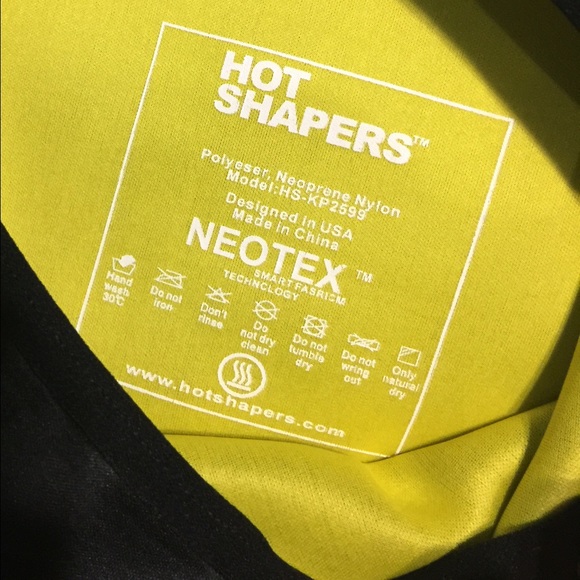 HOT
SHAPERS™
Polyeser, Neoprene Nylon
Model:HS-KP2599
Designed in USA
Made in China
NEOTEX™
SMART FABRIC™
TECHNCLOGY
Hand
wash
30℃
Do not
iron
Don't
rinse
Do
not dry
clean
Do not
tumble
dry
Do not
wring
out
Only
natural
dry
www.hotshapers.com